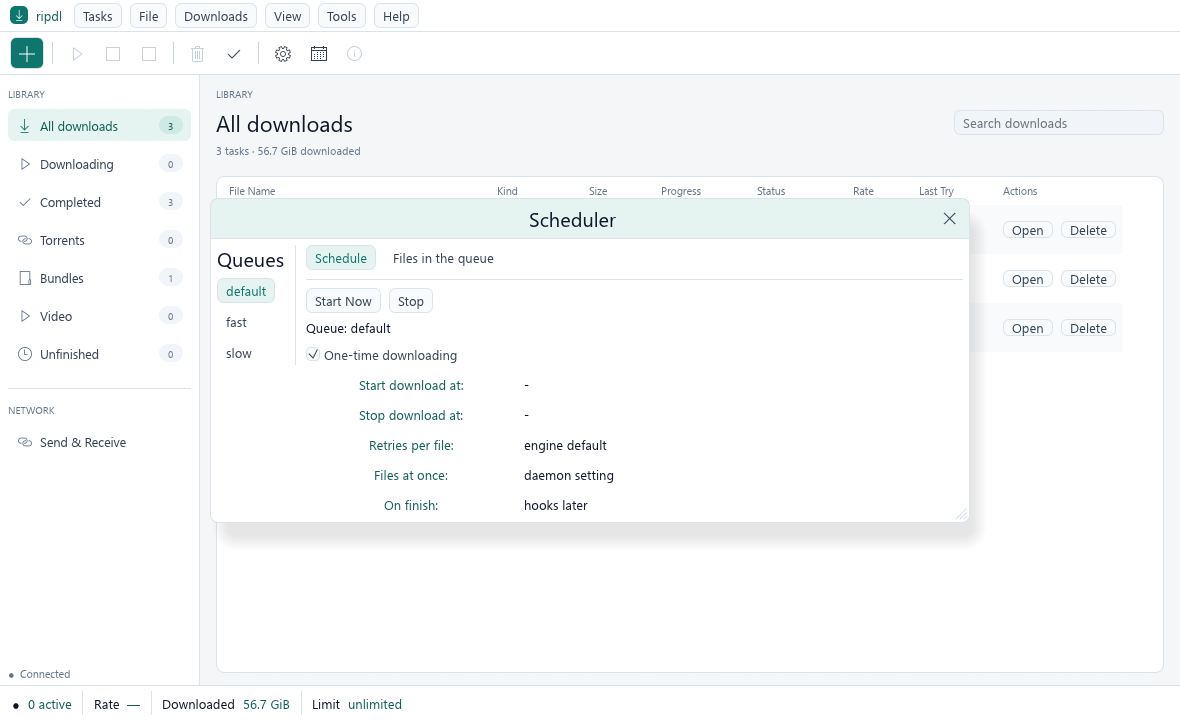 ripdl Tasks File Downloads View Tools Help
LIBRARY
All downloads 3
Downloading 0
Completed 3
Torrents 0
Bundles 1
Video 0
Unfinished 0
NETWORK
Send & Receive
Connected
LIBRARY
All downloads
3 tasks · 56.7 GiB downloaded
Search downloads
File Name Kind Size Progress Status Rate Last Try Actions
Open Delete
Open Delete
Open Delete
Scheduler
Queues
default
fast
slow
Schedule Files in the queue
Start Now Stop
Queue: default
One-time downloading
Start download at: -
Stop download at: -
Retries per file: engine default
Files at once: daemon setting
On finish: hooks later
0 active Rate — Downloaded 56.7 GiB Limit unlimited